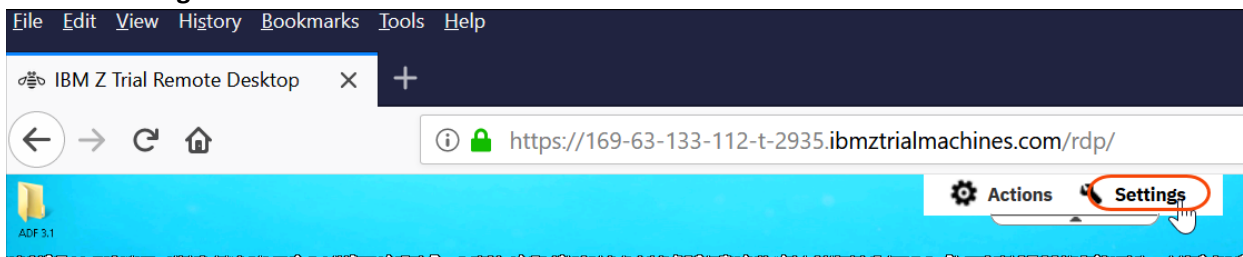 File Edit View History Bookmarks Tools Help
IBM Z Trial Remote Desktop
https://169-63-133-112-t-2935.ibmztrialmachines.com/rdp/
Actions Settings
ADF 3.1